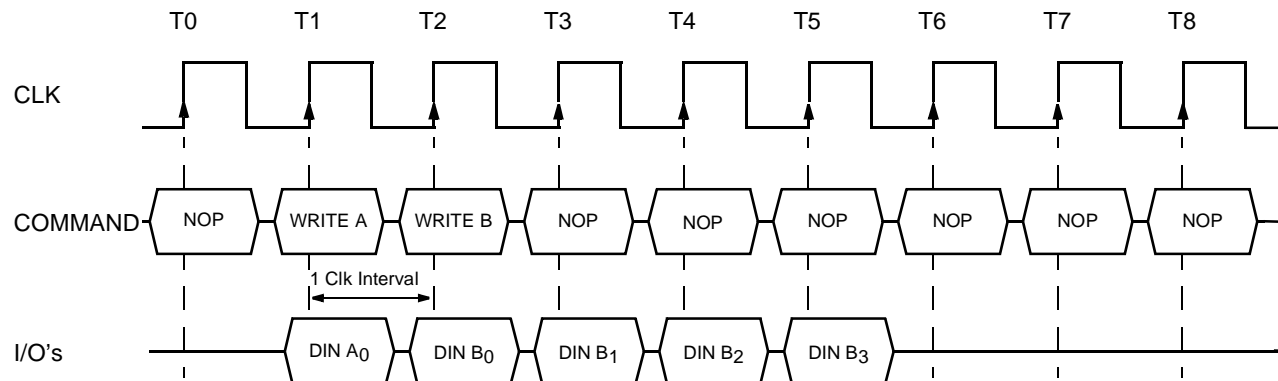 T0 T1 T2 T3 T4 T5 T6 T7 T8
CLK
COMMAND NOP WRITE A WRITE B NOP NOP NOP NOP NOP NOP
1 Clk Interval
I/O's DIN A0 DIN B0 DIN B1 DIN B2 DIN B3